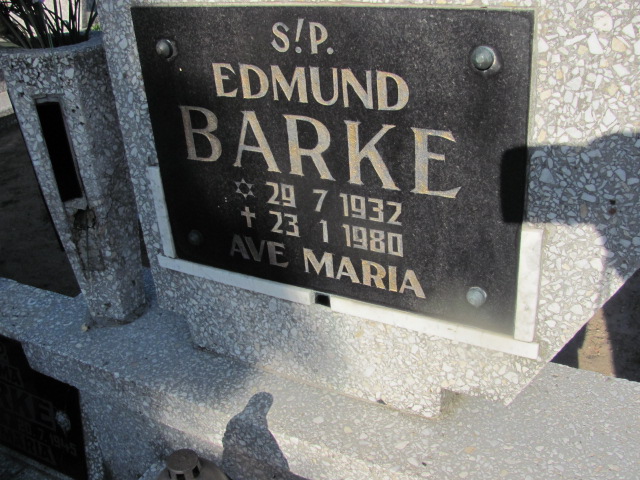 Ś!P.
EDMUND
BARKE
✡ 29 7 1932
✝ 23 1 1980
AVE MARIA